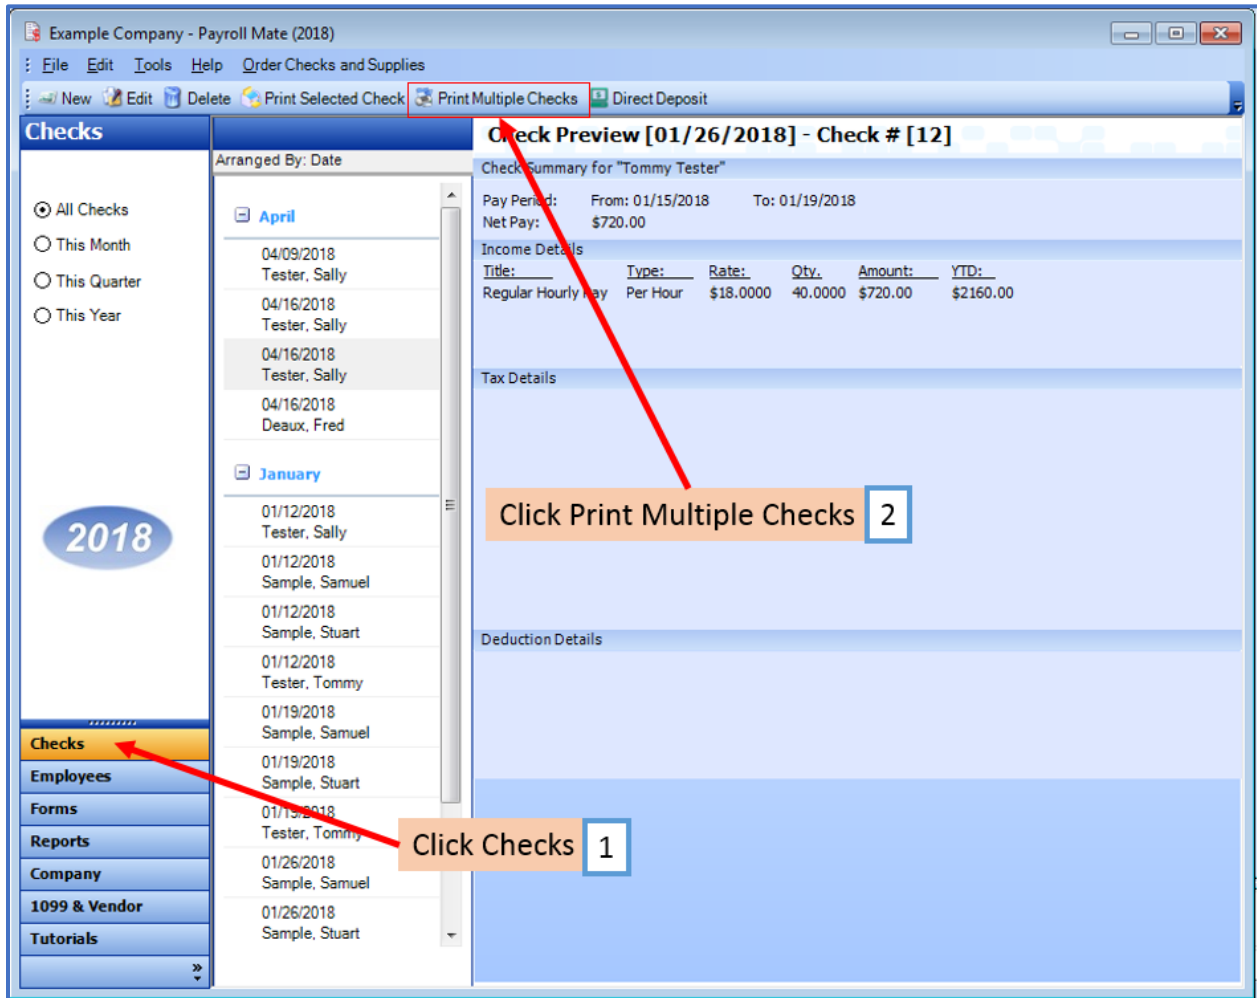 Example Company - Payroll Mate (2018)
File Edit Tools Help Order Checks and Supplies
New Edit Delete Print Selected Check Print Multiple Checks Direct Deposit
Checks
All Checks
This Month
This Quarter
This Year
2018
Checks
Employees
Forms
Reports
Company
1099 & Vendor
Tutorials
Arranged By: Date
April
04/09/2018
Tester, Sally
04/16/2018
Tester, Sally
04/16/2018
Tester, Sally
04/16/2018
Deaux, Fred
January
01/12/2018
Tester, Sally
01/12/2018
Sample, Samuel
01/12/2018
Sample, Stuart
01/12/2018
Tester, Tommy
01/19/2018
Sample, Samuel
01/19/2018
Sample, Stuart
01/19/2018
Tester, Tommy
01/26/2018
Sample, Samuel
01/26/2018
Sample, Stuart
Check Preview [01/26/2018] - Check # [12]
Check Summary for "Tommy Tester"
Pay Period: From: 01/15/2018 To: 01/19/2018
Net Pay: $720.00
Income Details
Title: Type: Rate: Qty. Amount: YTD:
Regular Hourly Pay Per Hour $18.0000 40.0000 $720.00 $2160.00
Tax Details
Click Print Multiple Checks 2
Deduction Details
Click Checks 1